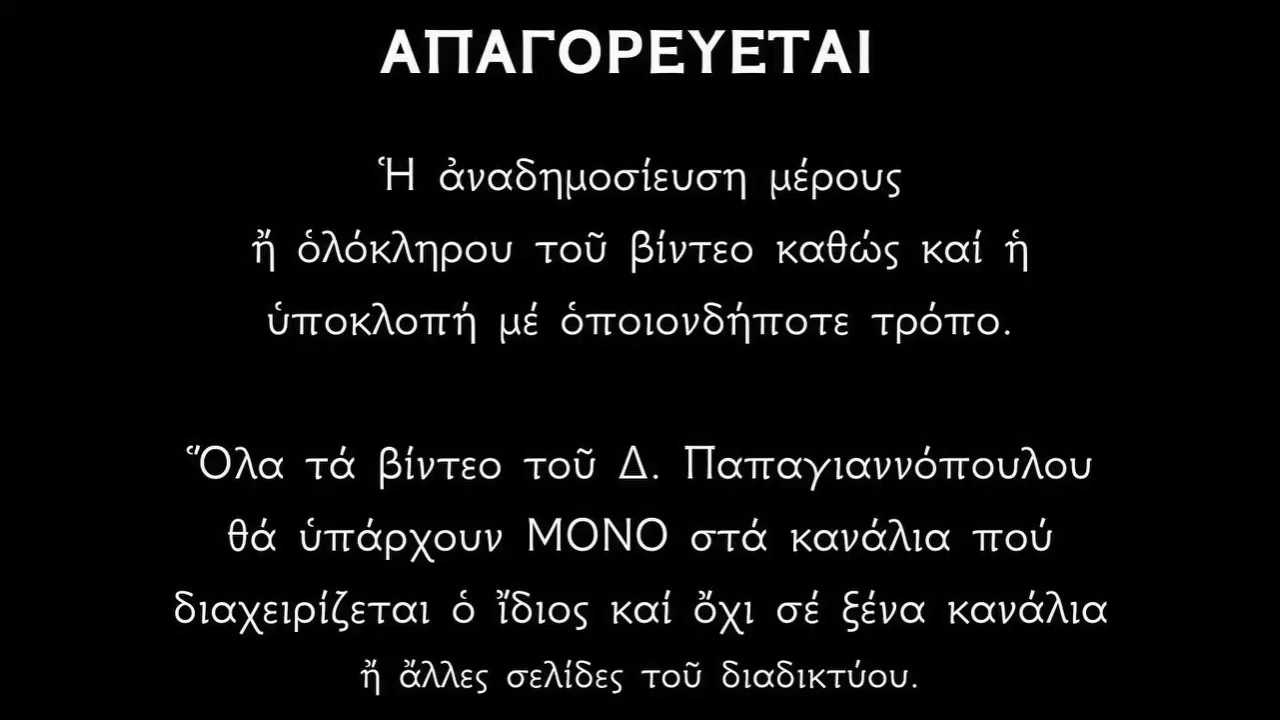 ΑΠΑΓΟΡΕΥΕΤΑΙ
Ἡ ἀναδημοσίευση μέρους
ἤ ὁλόκληρου τοῦ βίντεο καθώς καί ἡ
ὑποκλοπή μέ ὁποιονδήποτε τρόπο.
Ὅλα τά βίντεο τοῦ Δ. Παπαγιαννόπουλου
θά ὑπάρχουν ΜΟΝΟ στά κανάλια πού
διαχειρίζεται ὁ ἴδιος καί ὄχι σέ ξένα κανάλια
ἤ ἄλλες σελίδες τοῦ διαδικτύου.